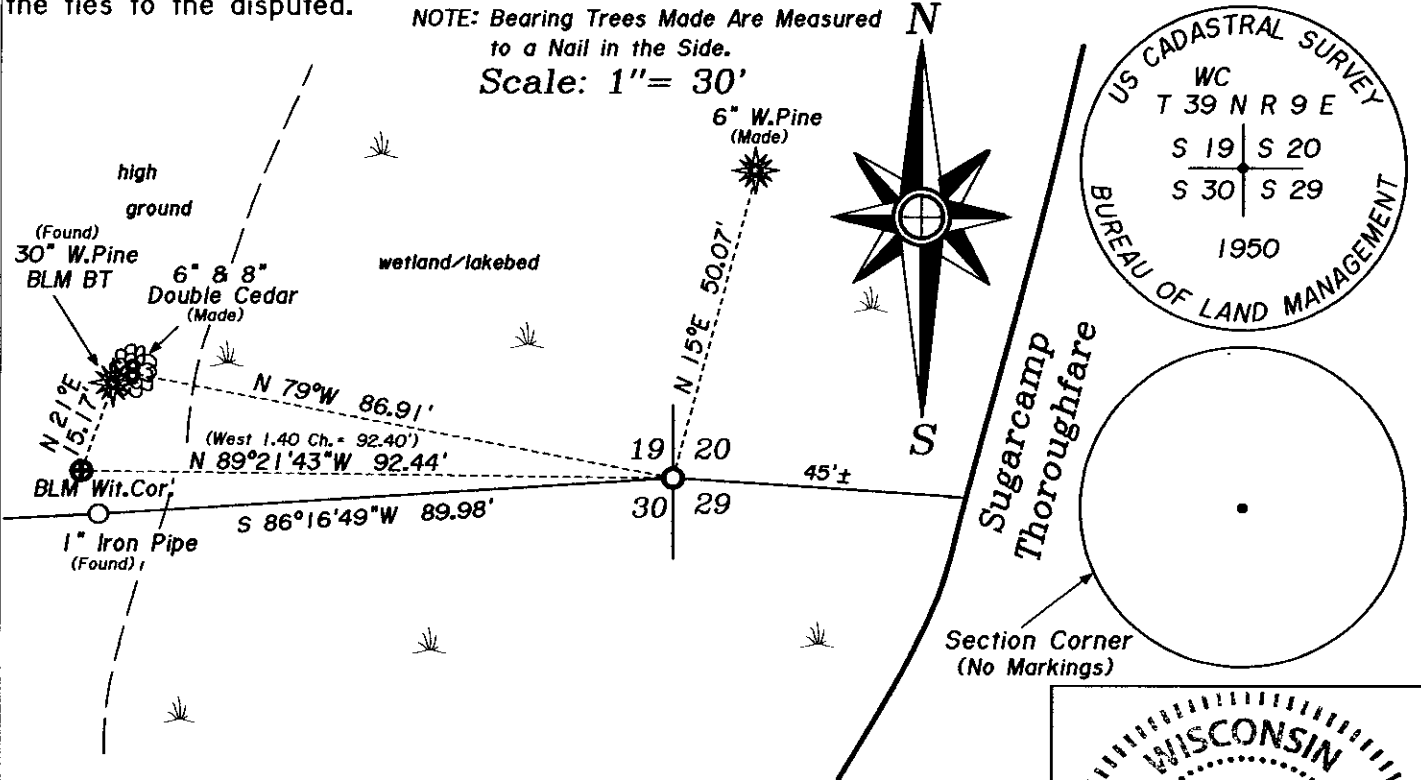 the ties to the disputed.
NOTE: Bearing Trees Made Are Measured
to a Nail in the Side.
Scale: 1"= 30'
N
S
6" W.Pine
(Made)
high
ground
(Found)
30" W.Pine
BLM BT
6" & 8"
Double Cedar
(Made)
wetland/lakebed
N 15°E 50.07'
N 21°E
15.17'
N 79°W 86.91'
(West 1.40 Ch.= 92.40')
N 89°21'43"W 92.44'
BLM Wit.Cor.
S 86°16'49"W 89.98'
1" Iron Pipe
(Found)
19 20
30 29
45'±
Sugarcamp
Thoroughfare
US CADASTRAL SURVEY
WC
T 39 N R 9 E
S 19 S 20
S 30 S 29
1950
BUREAU OF LAND MANAGEMENT
Section Corner
(No Markings)
WISCONSIN